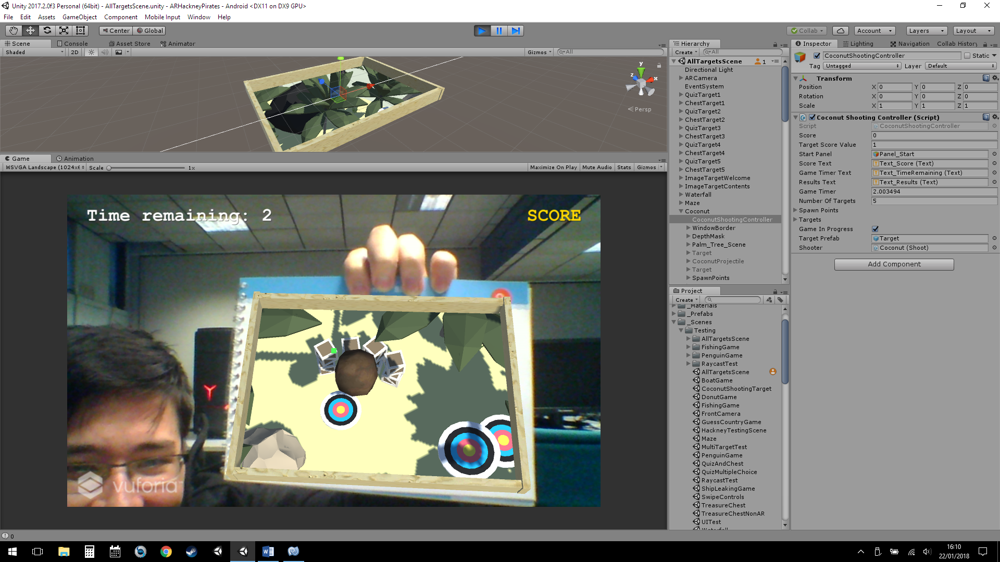 Unity 2017.2.0f3 Personal (64bit) - AllTargetsScene.unity - ARHackneyPirates - Android <DX11 on DX9 GPU>
File Edit Assets GameObject Component Mobile Input Window Help
Center Global Collab Account Layers Layout
Scene Console Asset Store Animator
Shaded 2D Gizmos All
y
z x
Persp
Game Animation
WSVGA Landscape (1024x6 Scale 1x Maximize On Play Mute Audio Stats Gizmos
Time remaining: 2 SCORE
vuforia
Hierarchy
Create All
AllTargetsScene 1
Directional Light
ARCamera
EventSystem
QuizTarget1
ChestTarget1
QuizTarget2
ChestTarget2
QuizTarget3
ChestTarget3
QuizTarget4
ChestTarget4
QuizTarget5
ChestTarget5
ImageTargetWelcome
ImageTargetContents
Waterfall
Maze
Coconut
CoconutShootingController
WindowBorder
DepthMask
Palm_Tree_Scene
Target
CoconutProjectile
Target
SpawnPoints
Project
Create
_Materials
_Prefabs
_Scenes
Testing
AllTargetsScene
FishingGame
PenguinGame
RaycastTest
AllTargetsScene
BoatGame
CoconutShootingTarget
DonutGame
FishingGame
FrontCamera
GuessCountryGame
HackneyTestingScene
Maze
MultiTargetTest
PenguinGame
QuizAndChest
QuizMultipleChoice
RaycastTest
ShipLeakingGame
SwipeControls
TreasureChest
TreasureChestNonAR
UITest
Waterfall
Inspector Lighting Navigation Collab History
CoconutShootingController Static
Tag Untagged Layer Default
Transform
Position X 0 Y 0 Z 0
Rotation X 0 Y 0 Z 0
Scale X 1 Y 1 Z 1
Coconut Shooting Controller (Script)
Script CoconutShootingController
Score 0
Target Score Value 1
Start Panel Panel_Start
Score Text Text_Score (Text)
Game Timer Text Text_TimeRemaining (Text)
Results Text Text_Results (Text)
Game Timer 2.003494
Number Of Targets 5
Spawn Points
Targets
Game In Progress
Target Prefab Target
Shooter Coconut (Shoot)
Add Component
0
16:10
22/01/2018